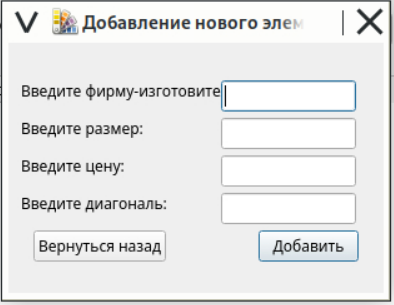 Добавление нового элем
Введите фирму-изготовите
Введите размер:
Введите цену:
Введите диагональ:
Вернуться назад
Добавить